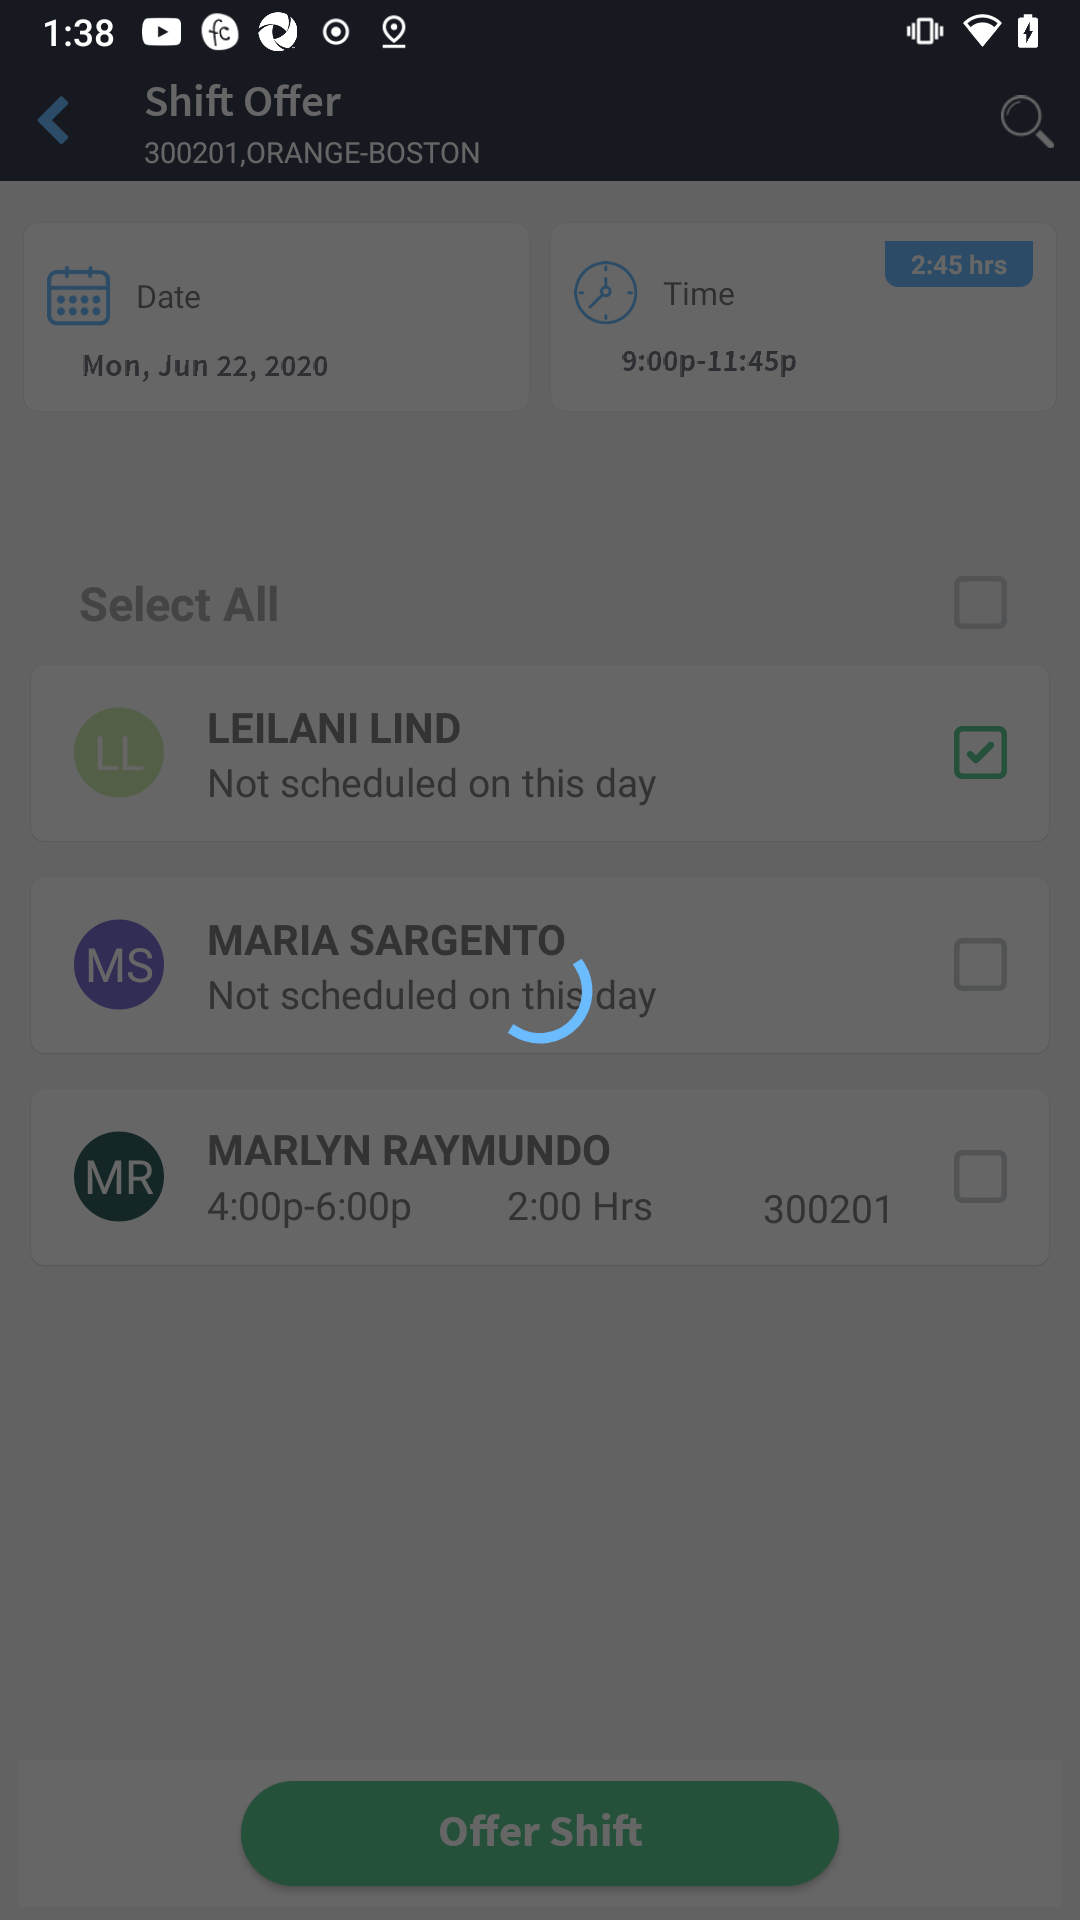 1:38
Shift Offer
300201,ORANGE-BOSTON
Date
Mon, Jun 22, 2020
Time
2:45 hrs
9:00p-11:45p
Select All
LL
LEILANI LIND
Not scheduled on this day
MS
MARIA SARGENTO
Not scheduled on this day
MR
MARLYN RAYMUNDO
4:00p-6:00p 2:00 Hrs 300201
Offer Shift